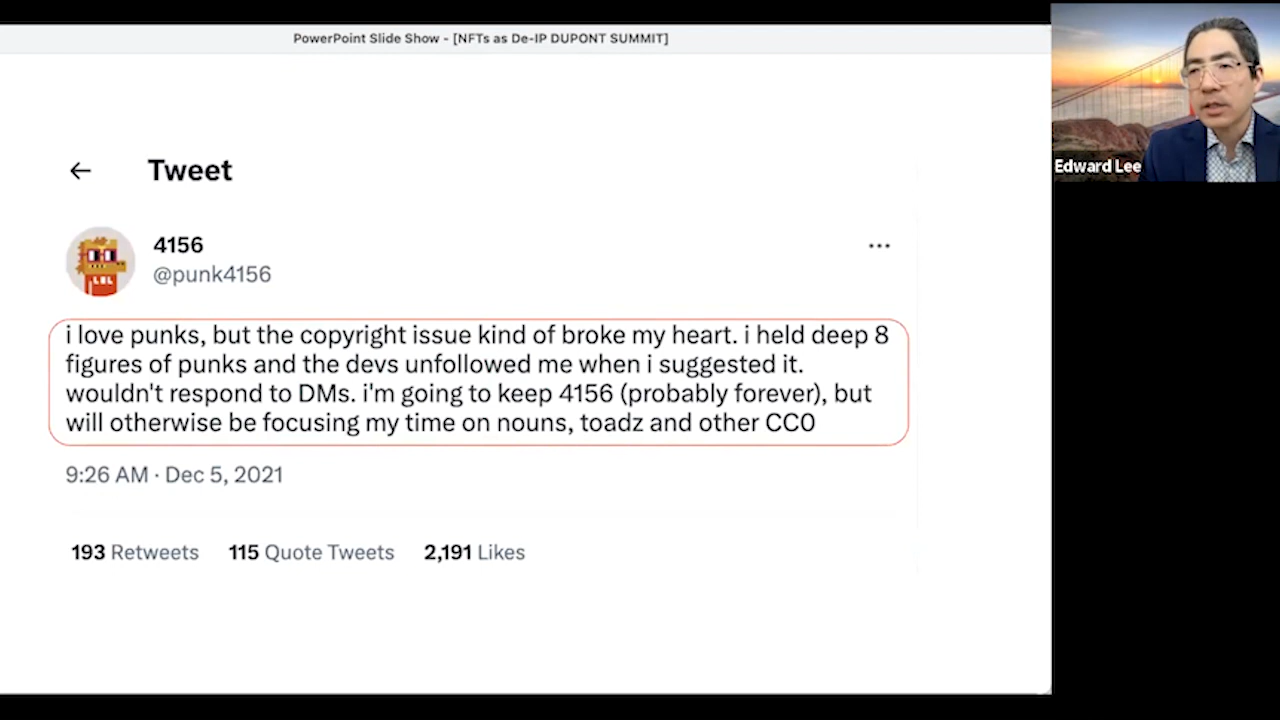 PowerPoint Slide Show - [NFTs as De-IP DUPONT SUMMIT]
Edward Lee
Tweet
4156
@punk4156
i love punks, but the copyright issue kind of broke my heart. i held deep 8
figures of punks and the devs unfollowed me when i suggested it.
wouldn't respond to DMs. i'm going to keep 4156 (probably forever), but
will otherwise be focusing my time on nouns, toadz and other CC0
9:26 AM · Dec 5, 2021
193 Retweets 115 Quote Tweets 2,191 Likes